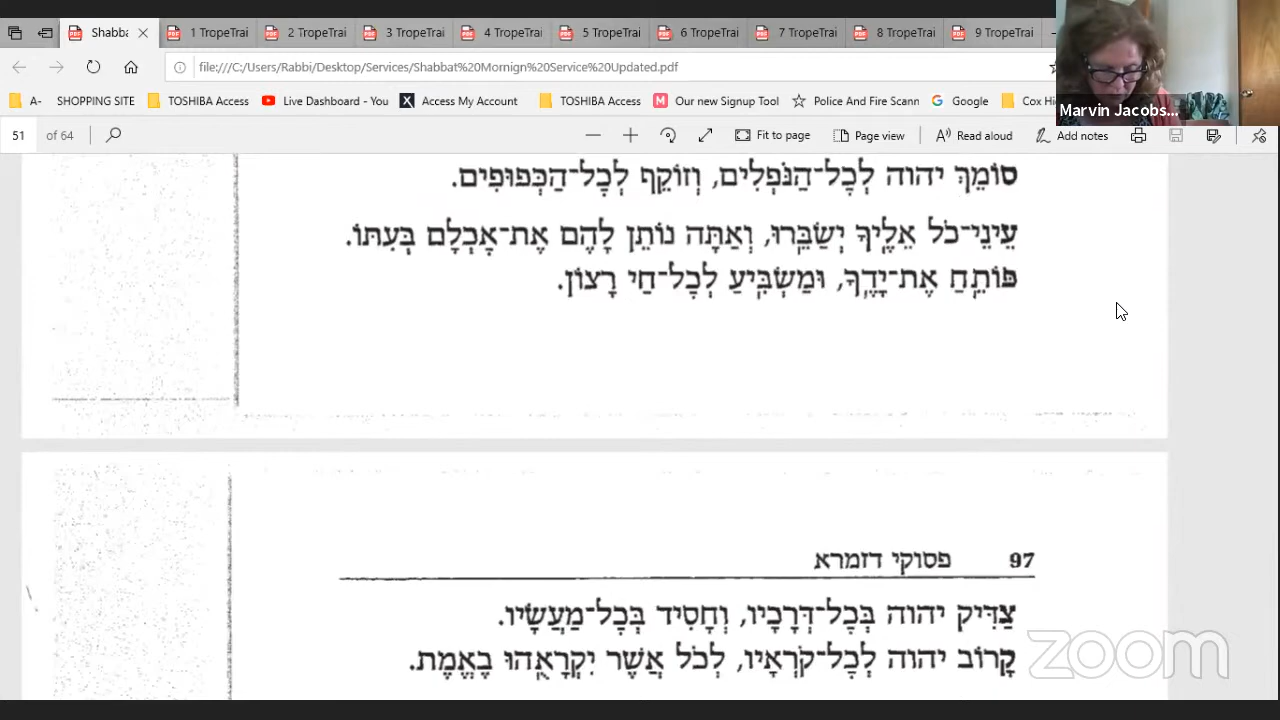 Shabba
1 TropeTrai
2 TropeTrai
3 TropeTrai
4 TropeTrai
5 TropeTrai
6 TropeTrai
7 TropeTrai
8 TropeTrai
9 TropeTrai
file:///C:/Users/Rabbi/Desktop/Services/Shabbat%20Mornign%20Service%20Updated.pdf
A- SHOPPING SITE
TOSHIBA Access
Live Dashboard - You
Access My Account
TOSHIBA Access
Our new Signup Tool
Police And Fire Scann
Google
Cox Hi
Marvin Jacobs...
51 of 64
Fit to page
Page view
Read aloud
Add notes
סוֹמֵךְ יהוה לְכׇל־הַנֹּפְלִים, וְזוֹקֵף לְכׇל־הַכְּפוּפִים.
עֵינֵי־כֹל אֵלֶֽיךָ יְשַׂבֵּֽרוּ, וְאַתָּה נוֹתֵן לָהֶם אֶת־אׇכְלָם בְּעִתּוֹ.
פּוֹתֵֽחַ אֶת־יָדֶֽךָ, וּמַשְׂבִּֽיעַ לְכׇל־חַי רָצוֹן.
97 פסוקי דזמרא
צַדִּיק יהוה בְּכׇל־דְּרָכָיו, וְחָסִיד בְּכׇל־מַעֲשָׂיו.
קָרוֹב יהוה לְכׇל־קֹרְאָיו, לְכֹל אֲשֶׁר יִקְרָאֻֽהוּ בֶאֱמֶת.
zoom